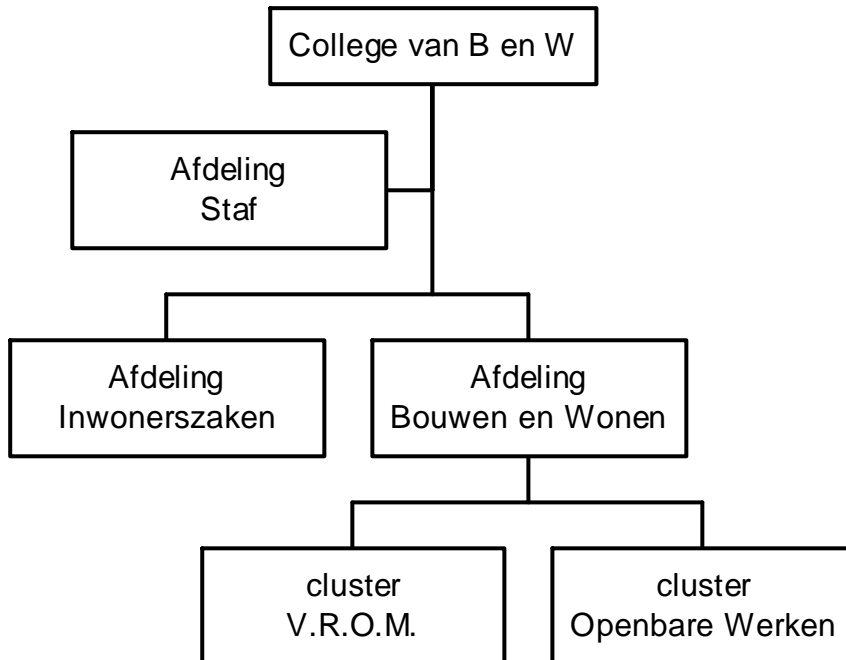 College van B en W
Afdeling
Staf
Afdeling
Inwonerszaken
Afdeling
Bouwen en Wonen
cluster
V.R.O.M.
cluster
Openbare Werken